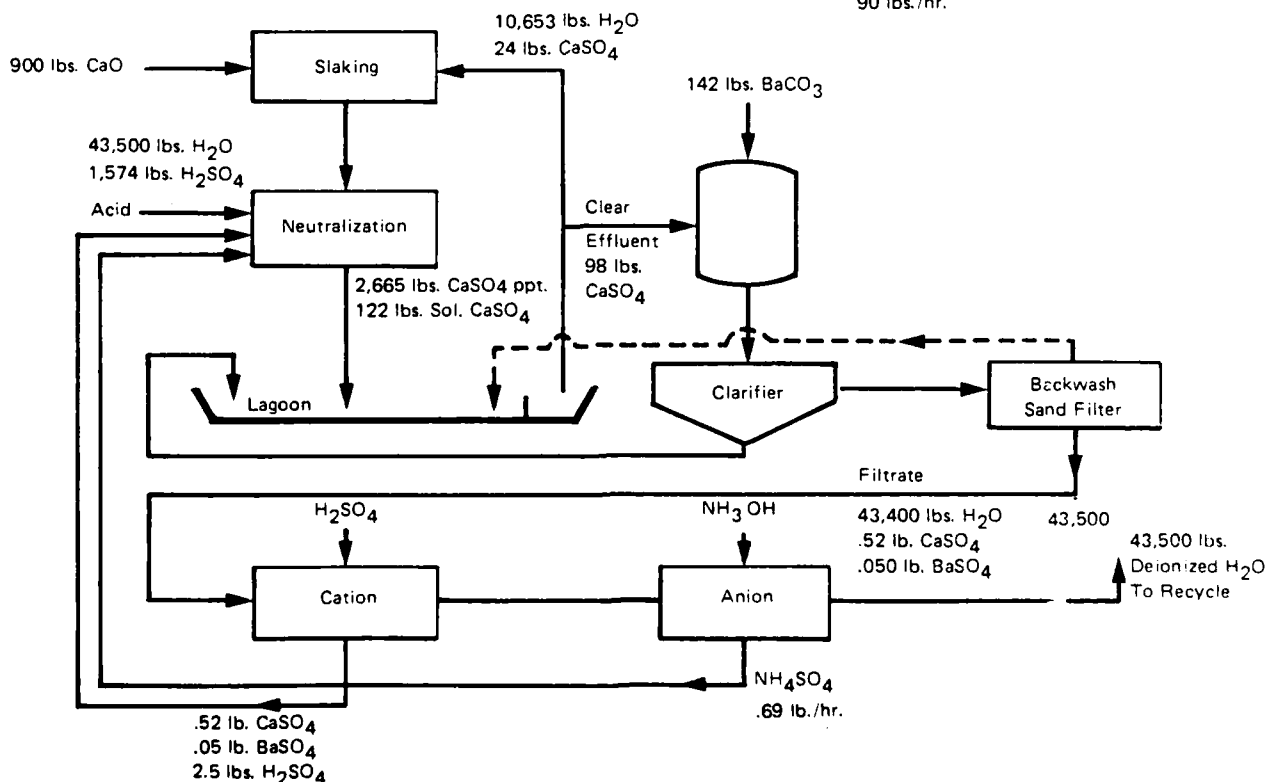 90 lbs./hr.
10,653 lbs. H2O
24 lbs. CaSO4
900 lbs. CaO
Slaking
142 lbs. BaCO3
43,500 lbs. H2O
1,574 lbs. H2SO4
Acid
Neutralization
Clear
Effluent
98 lbs.
CaSO4
2,665 lbs. CaSO4 ppt.
122 lbs. Sol. CaSO4
Lagoon
Clarifier
Backwash
Sand Filter
Filtrate
43,400 lbs. H2O
.52 lb. CaSO4
.050 lb. BaSO4
43,500
43,500 lbs.
Deionized H2O
To Recycle
H2SO4
NH3OH
Cation
Anion
NH4SO4
.69 lb./hr.
.52 lb. CaSO4
.05 lb. BaSO4
2.5 lbs. H2SO4